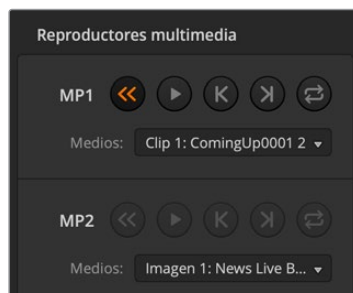 Reproductores multimedia
MP1
Medios: Clip 1: ComingUp0001 2
MP2
Medios: Imagen 1: News Live B...